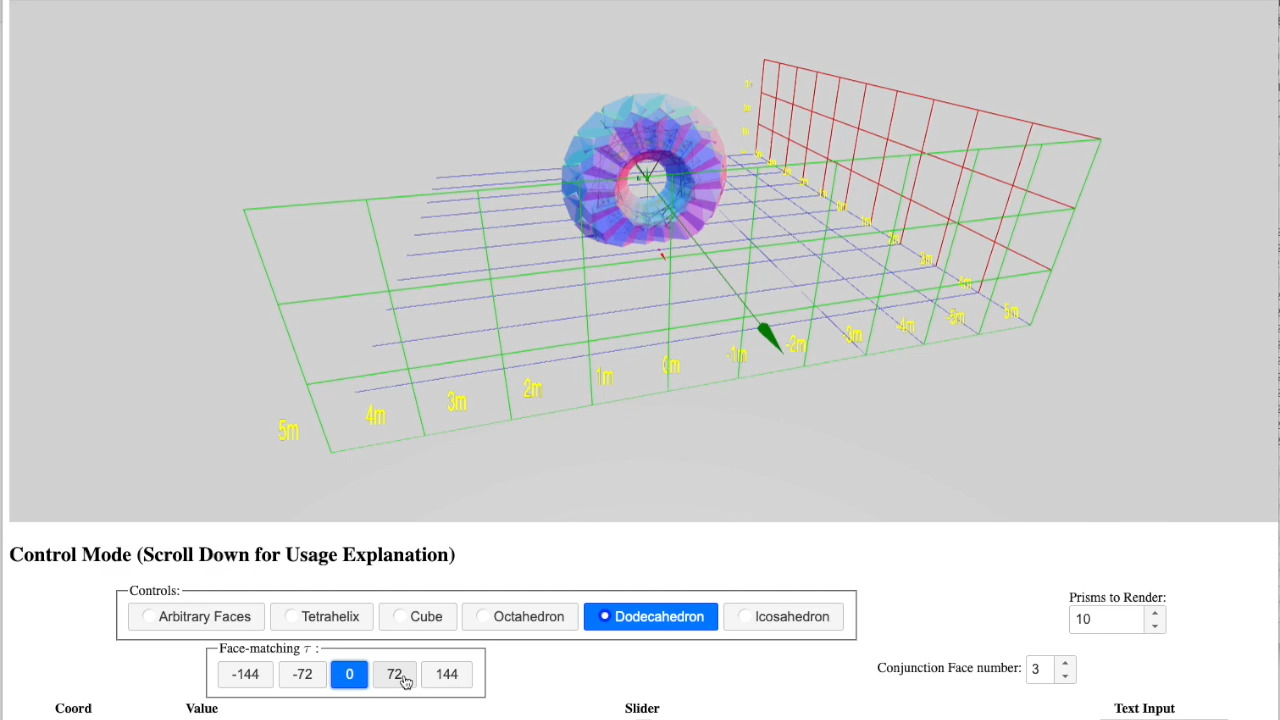 5m
4m
3m
2m
1m
0m
-1m
-2m
-4m
5m
Control Mode (Scroll Down for Usage Explanation)
Controls:
Arbitrary Faces
Tetrahelix
Cube
Octahedron
Dodecahedron
Icosahedron
Prisms to Render:
10
Face-matching τ :
-144
-72
0
72
144
Conjunction Face number:
3
Coord
Value
Slider
Text Input